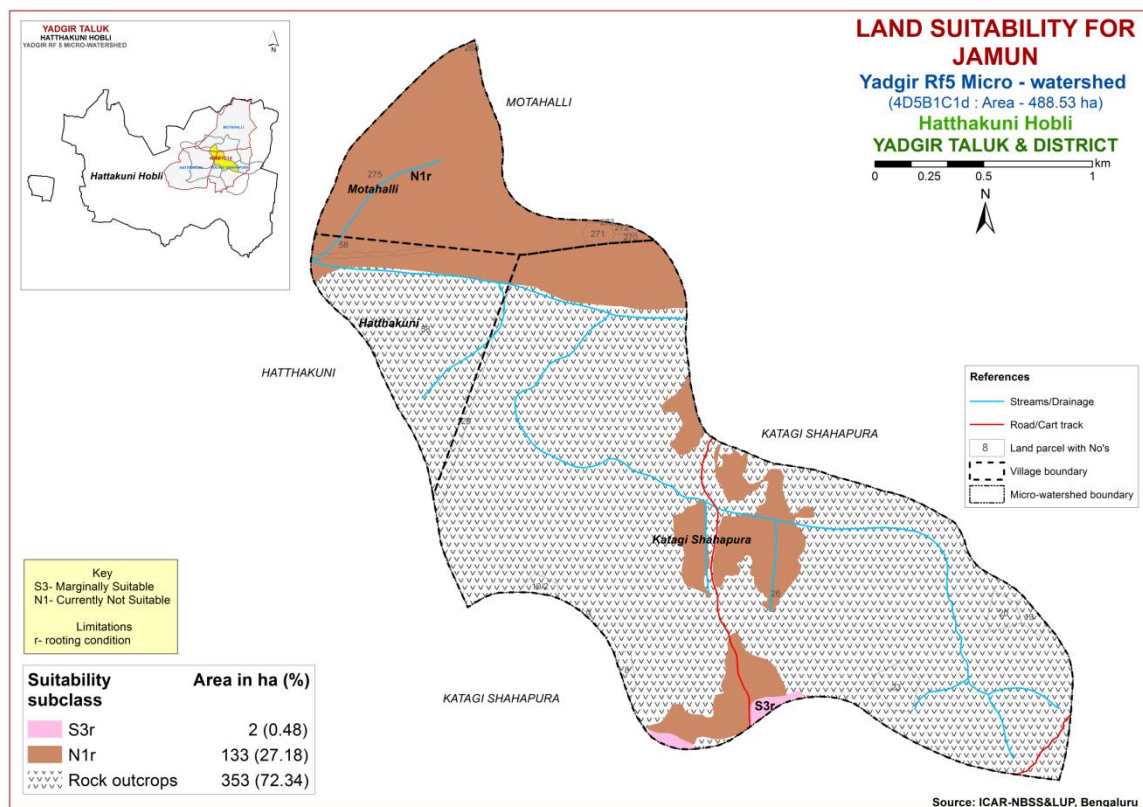 YADGIR TALUK
HATTHAKUNI HOBLI
YADGIR RF 5 MICRO-WATERSHED
N
MOTAHALLI
Hattakuni Hobli
LAND SUITABILITY FOR
JAMUN
Yadgir Rf5 Micro - watershed
(4D5B1C1d : Area - 488.53 ha)
Hatthakuni Hobli
YADGIR TALUK & DISTRICT
km
0 0.25 0.5 1
N
MOTAHALLI
275
N1r
Motahalli
58
271
272
270
Hatthakuni
HATTHAKUNI
KATAGI SHAHAPURA
Katagi Shahapura
26
KATAGI SHAHAPURA
S3r
References
Streams/Drainage
Road/Cart track
8 Land parcel with No's
Village boundary
Micro-watershed boundary
Key
S3- Marginally Suitable
N1- Currently Not Suitable
Limitations
r- rooting condition
Suitability subclass Area in ha (%)
S3r 2 (0.48)
N1r 133 (27.18)
Rock outcrops 353 (72.34)
Source: ICAR-NBSS&LUP, Bengaluru